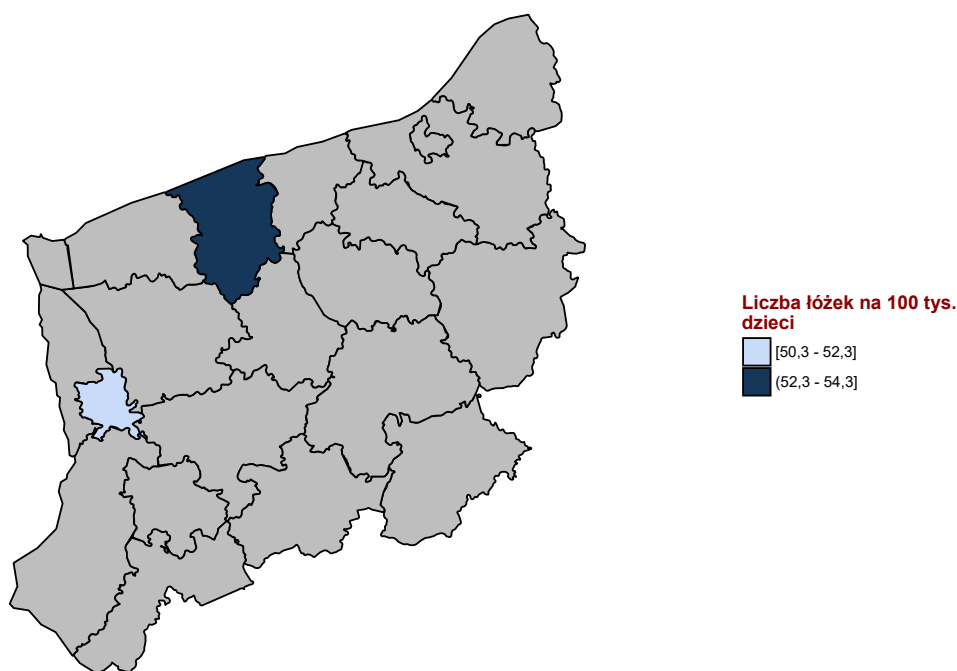 Liczba łóżek na 100 tys.
dzieci
[50,3 - 52,3]
(52,3 - 54,3]